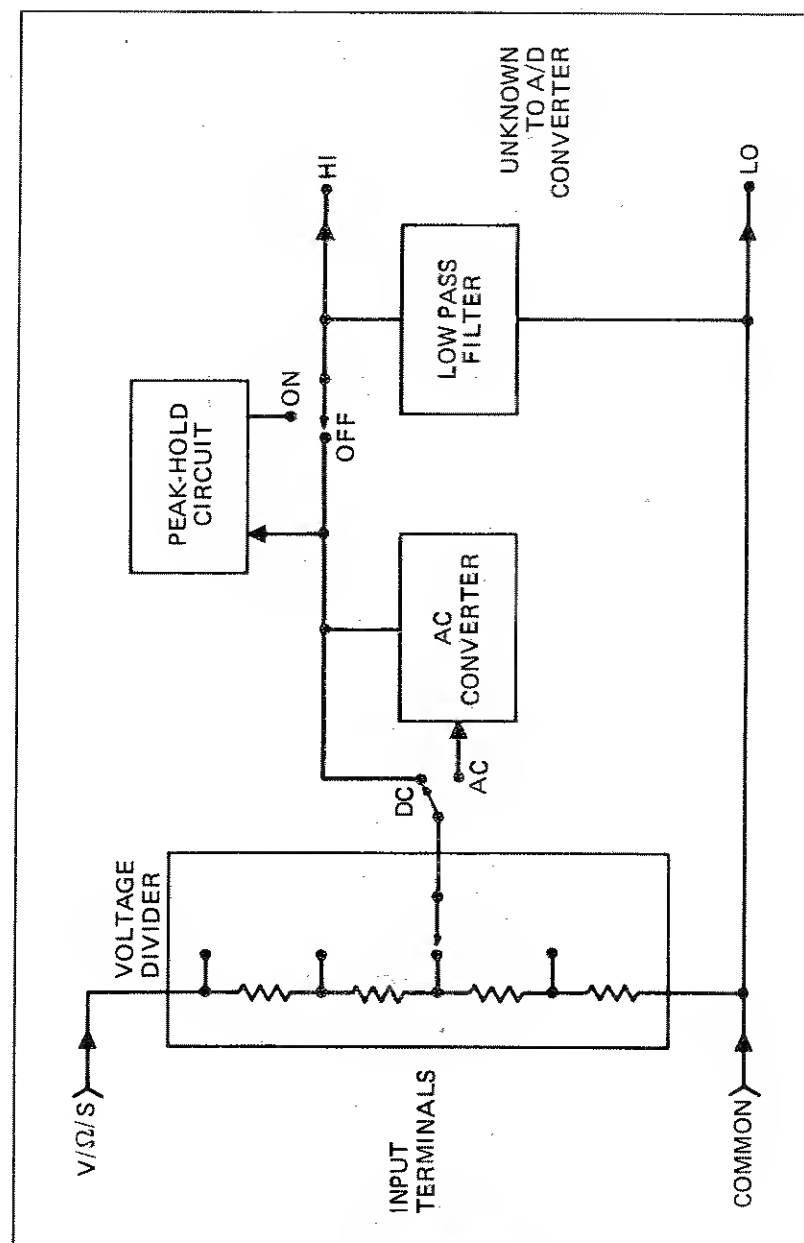 V/Ω/S
VOLTAGE
DIVIDER
INPUT
TERMINALS
COMMON
DC
AC
AC
CONVERTER
PEAK-HOLD
CIRCUIT
ON
OFF
LOW PASS
FILTER
HI
UNKNOWN
TO A/D
CONVERTER
LO